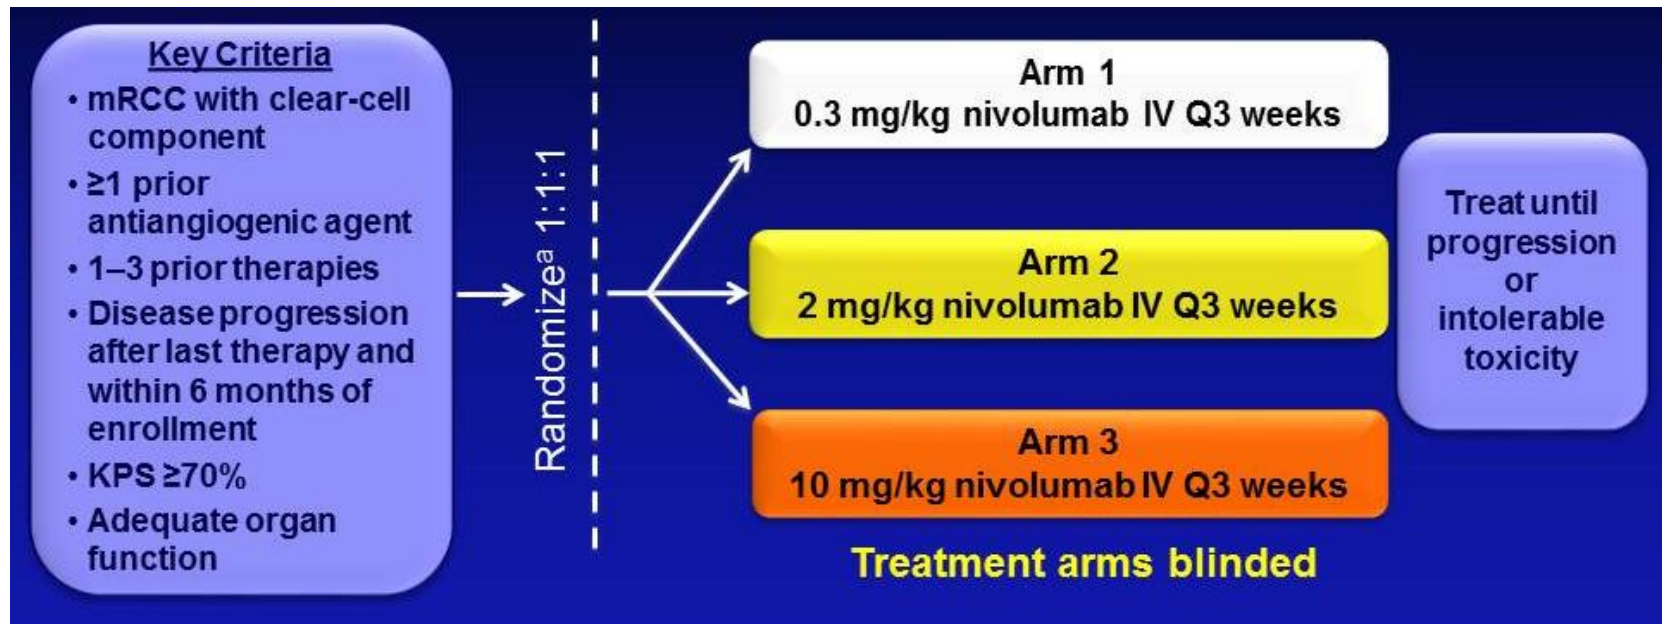 Key Criteria
• mRCC with clear-cell
component
• ≥1 prior
antiangiogenic agent
• 1–3 prior therapies
• Disease progression
after last therapy and
within 6 months of
enrollment
• KPS ≥70%
• Adequate organ
function
Randomizeᵃ 1:1:1
Arm 1
0.3 mg/kg nivolumab IV Q3 weeks
Arm 2
2 mg/kg nivolumab IV Q3 weeks
Arm 3
10 mg/kg nivolumab IV Q3 weeks
Treatment arms blinded
Treat until
progression
or
intolerable
toxicity